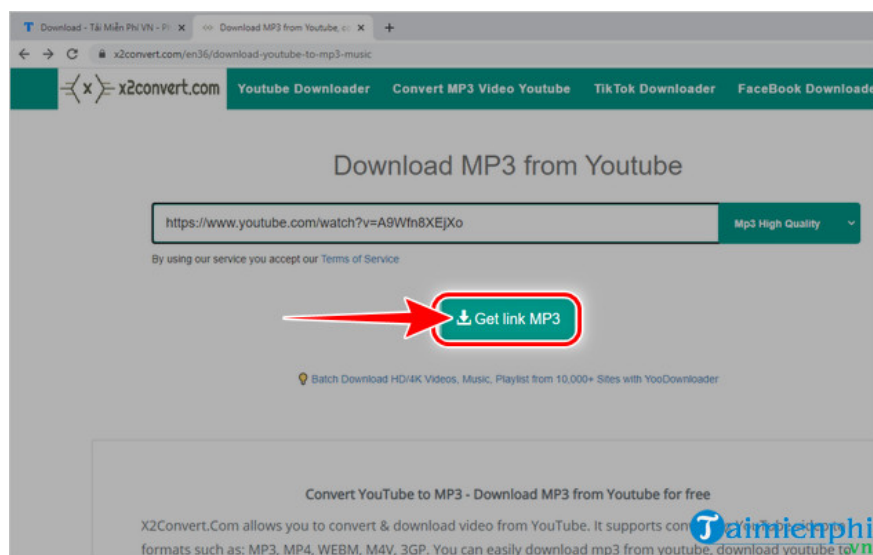 Download - Tải Miễn Phí VN - Ph
Download MP3 from Youtube, co
x2convert.com/en36/download-youtube-to-mp3-music
x2convert.com Youtube Downloader Convert MP3 Video Youtube TikTok Downloader FaceBook Downloade
Download MP3 from Youtube
https://www.youtube.com/watch?v=A9Wfn8XEjXo Mp3 High Quality
By using our service you accept our Terms of Service
Get link MP3
Batch Download HD/4K Videos, Music, Playlist from 10,000+ Sites with YooDownloader
Convert YouTube to MP3 - Download MP3 from Youtube for free
X2Convert.Com allows you to convert & download video from YouTube. It supports
formats such as: MP3, MP4, WEBM, M4V, 3GP. You can easily download mp3 from youtube, download youtube to
Taimienphi
.vn